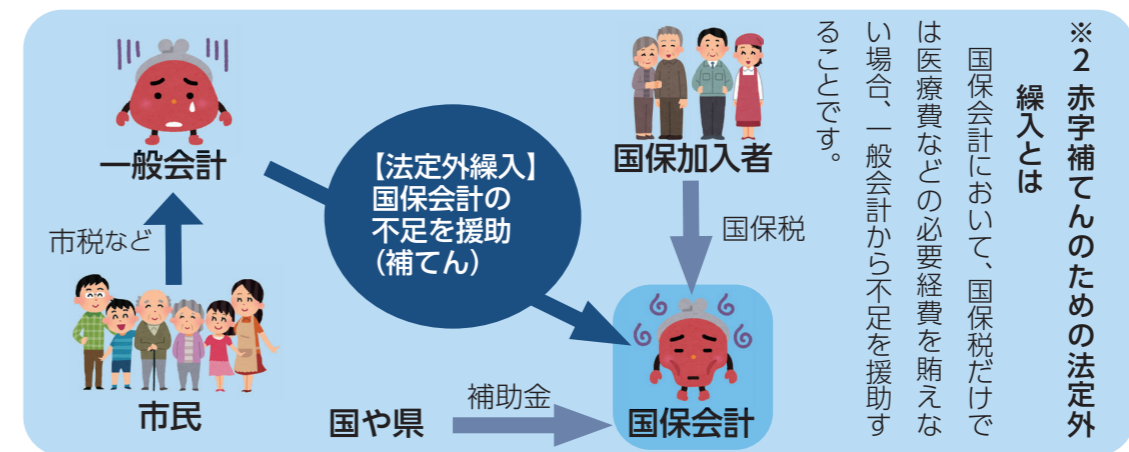 ※2 赤字補てんのための法定外
繰入とは
国保会計において、国保税だけで
は医療費などの必要経費を賄えな
い場合、一般会計から不足を援助す
ることです。
一般会計
【法定外繰入】
国保会計の
不足を援助
(補てん)
国保加入者
市税など
国保税
市民
国や県
補助金
国保会計